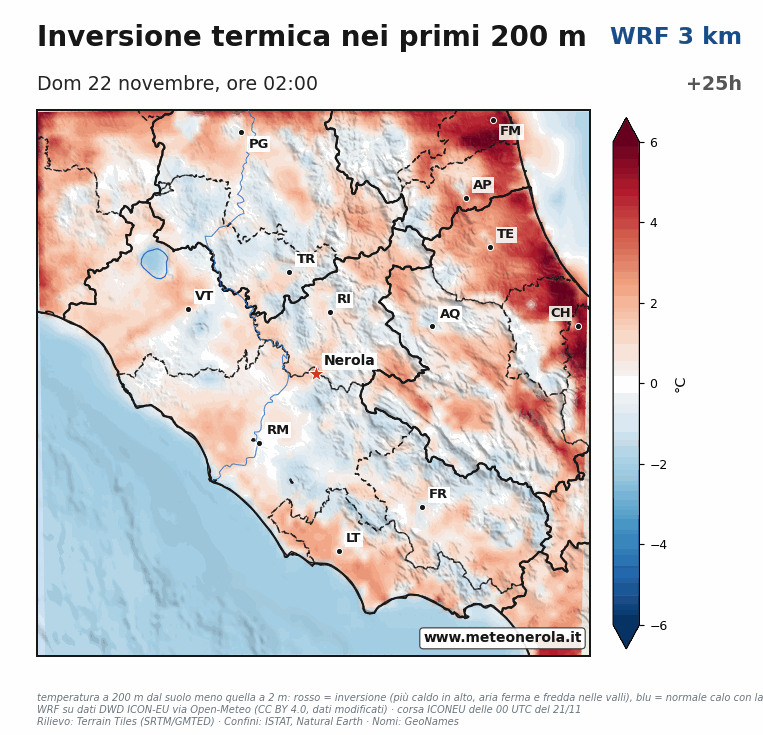 Inversione termica nei primi 200 m
WRF 3 km
Dom 22 novembre, ore 02:00
+25h
FM
PG
AP
TE
TR
VT
RI
AQ
CH
Nerola
RM
FR
LT
www.meteonerola.it
6
4
2
0
−2
−4
−6
°C
temperatura a 200 m dal suolo meno quella a 2 m: rosso = inversione (più caldo in alto, aria ferma e fredda nelle valli), blu = normale calo con la
WRF su dati DWD ICON-EU via Open-Meteo (CC BY 4.0, dati modificati) · corsa ICONEU delle 00 UTC del 21/11
Rilievo: Terrain Tiles (SRTM/GMTED) · Confini: ISTAT, Natural Earth · Nomi: GeoNames